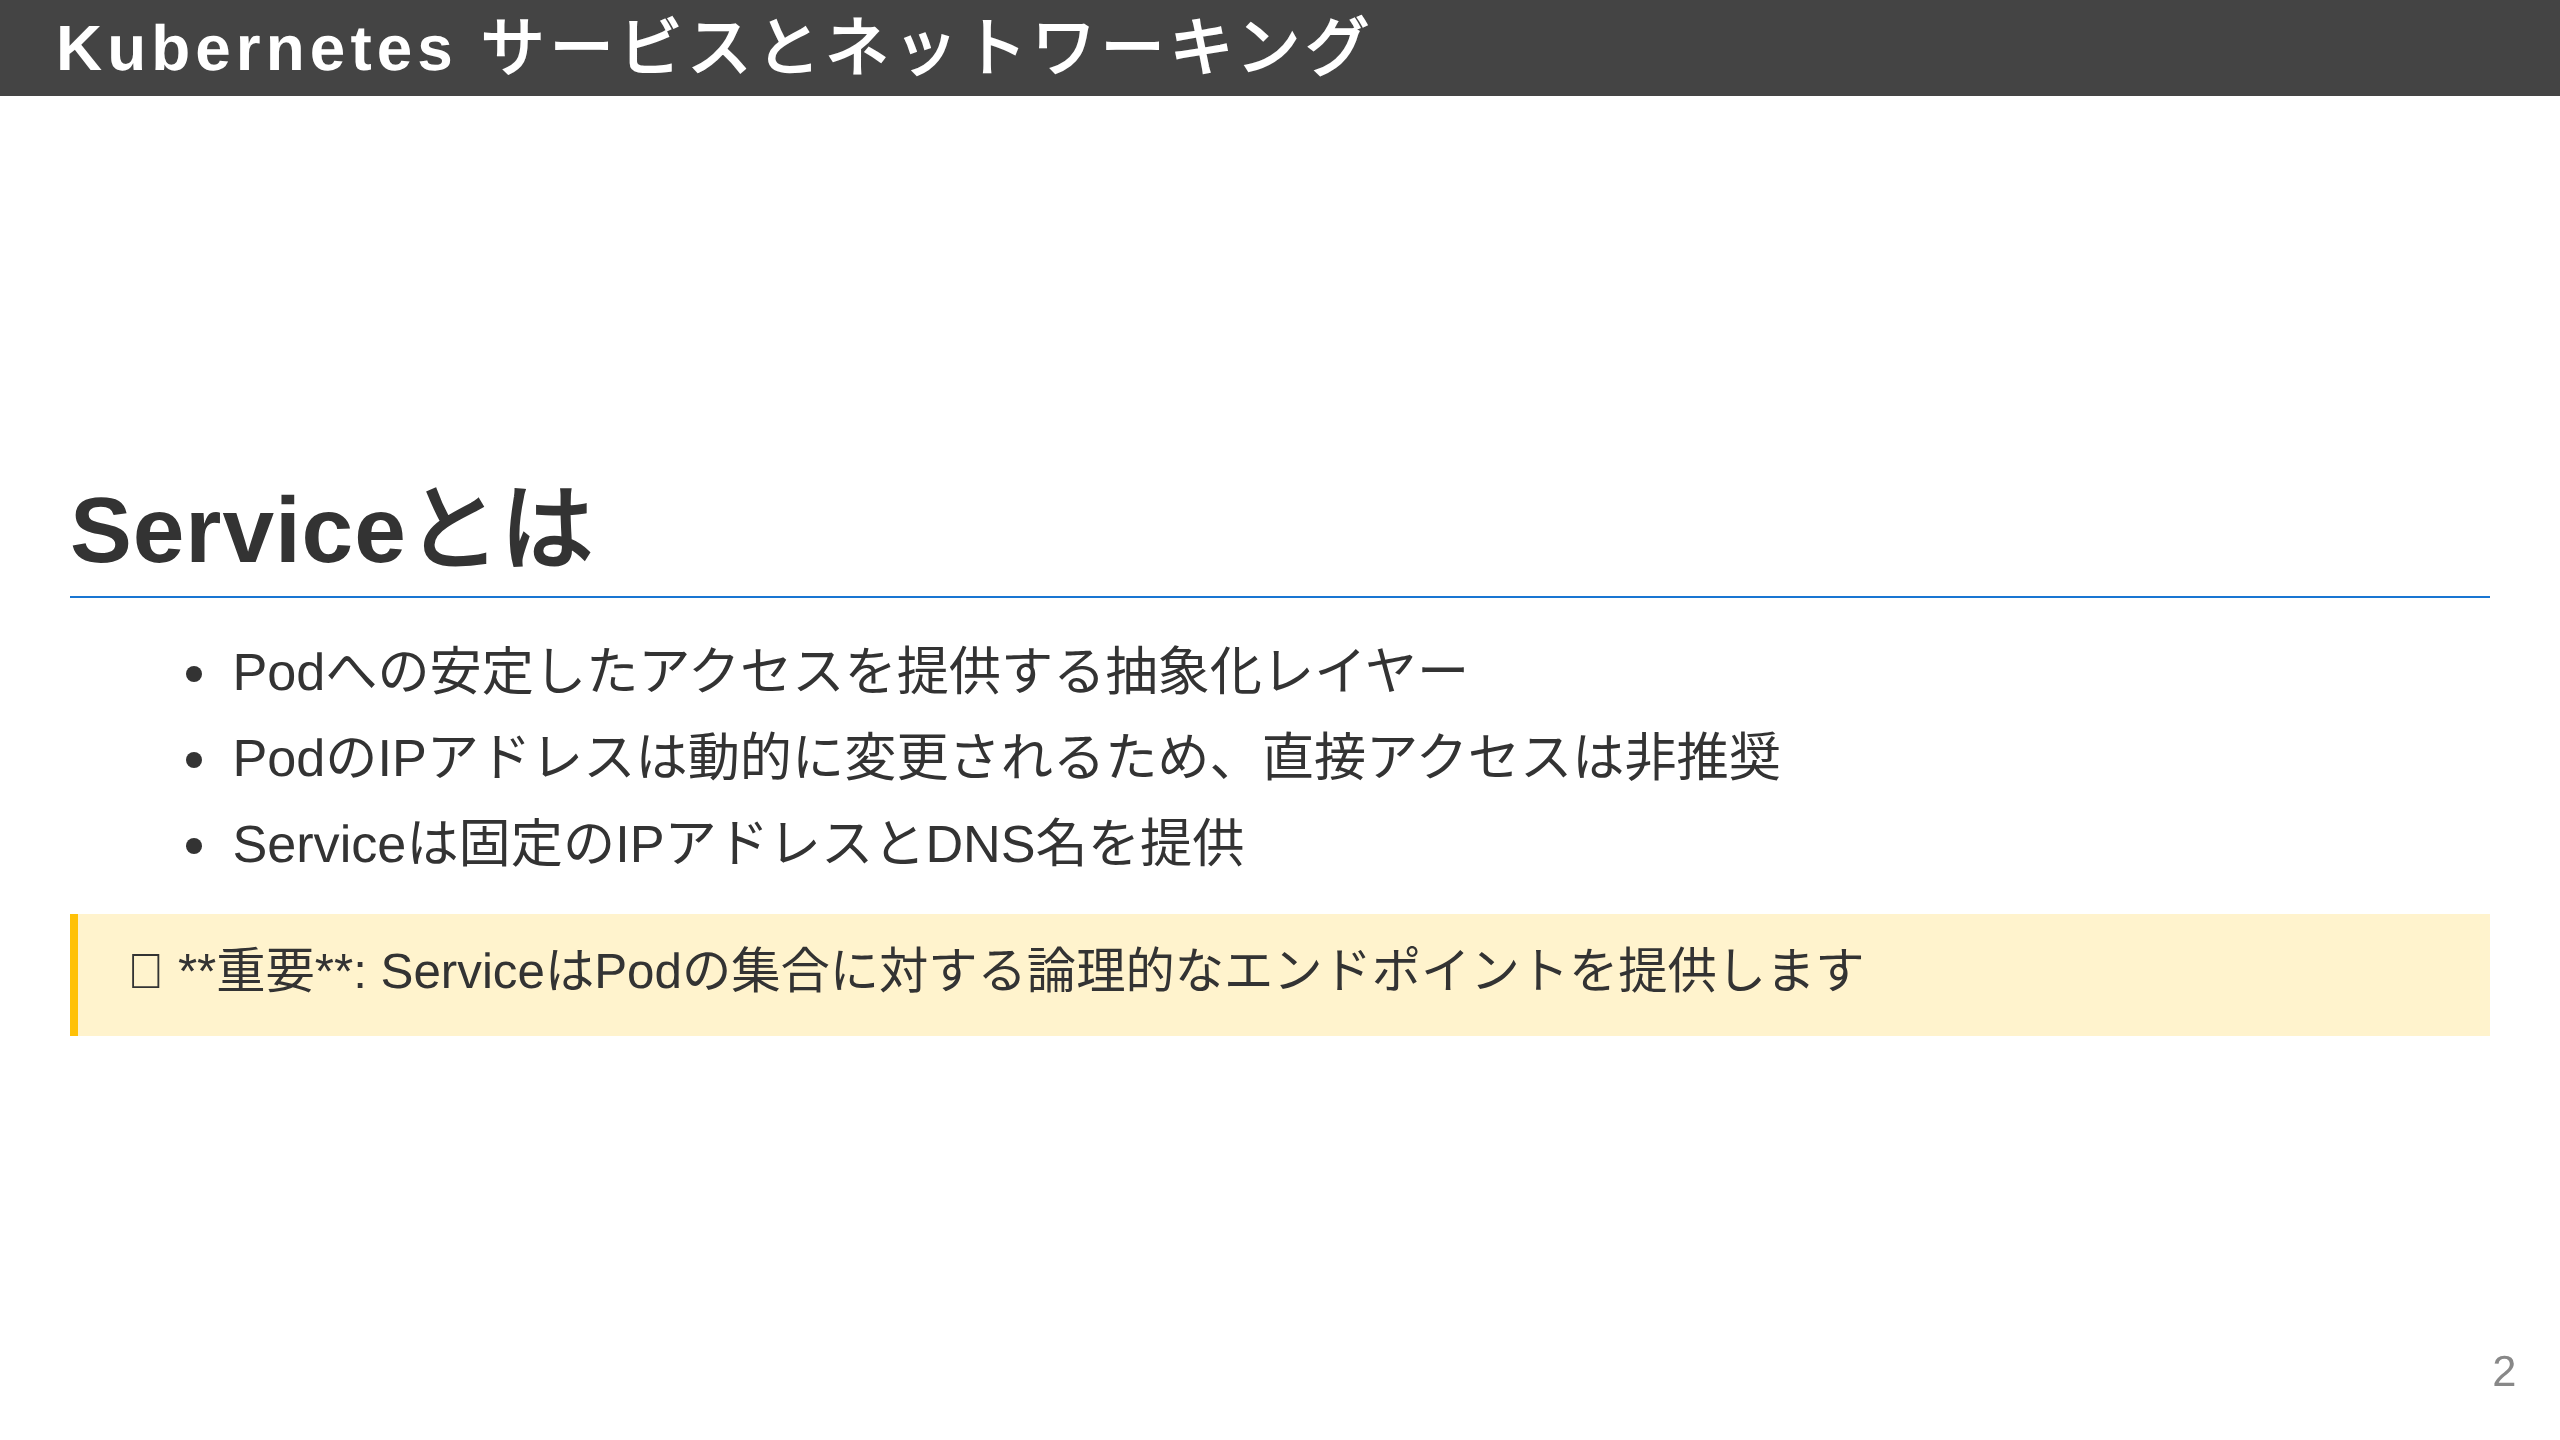 Kubernetes サービスとネットワーキング
Serviceとは
• Podへの安定したアクセスを提供する抽象化レイヤー
• PodのIPアドレスは動的に変更されるため、直接アクセスは非推奨
• Serviceは固定のIPアドレスとDNS名を提供
**重要**: ServiceはPodの集合に対する論理的なエンドポイントを提供します
2